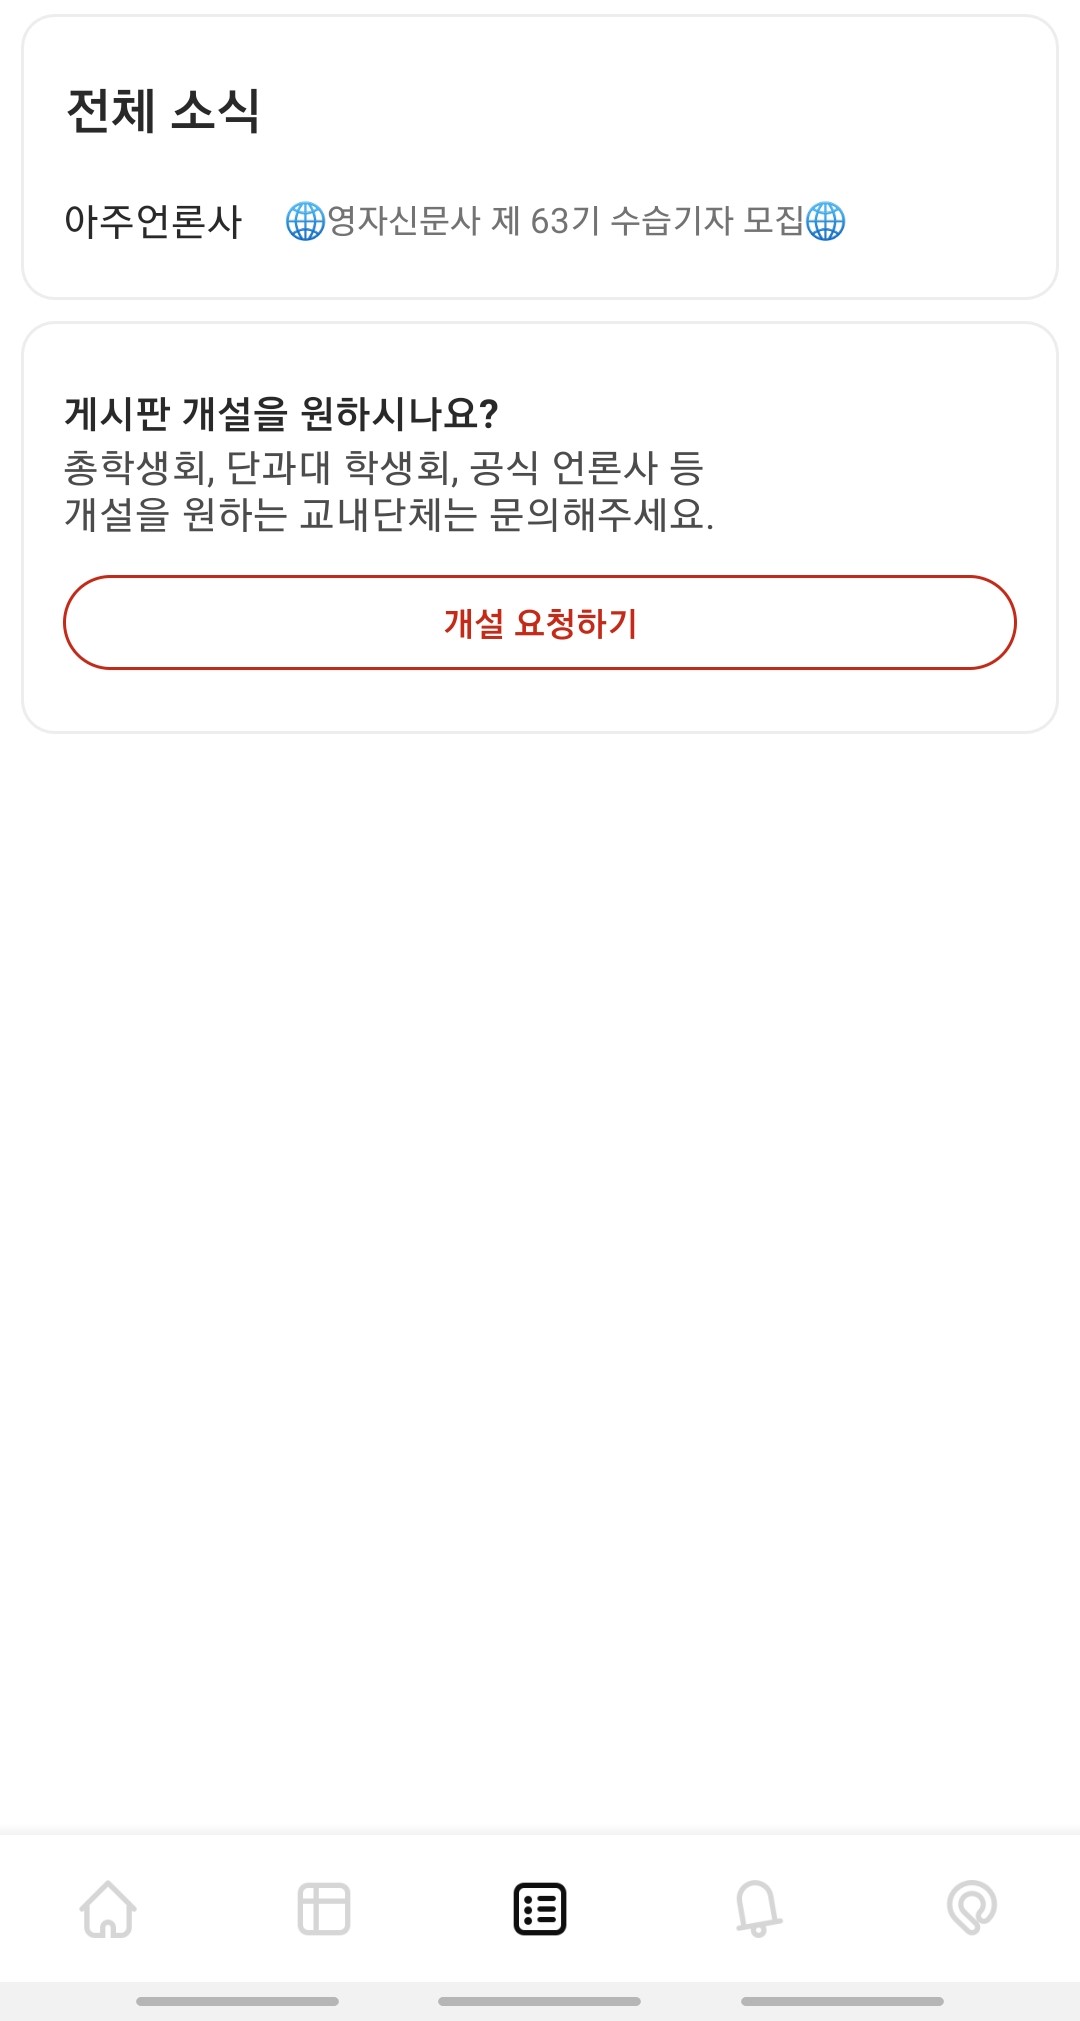 전체 소식
아주언론사 🌐영자신문사 제 63기 수습기자 모집🌐
게시판 개설을 원하시나요?
총학생회, 단과대 학생회, 공식 언론사 등
개설을 원하는 교내단체는 문의해주세요.
개설 요청하기